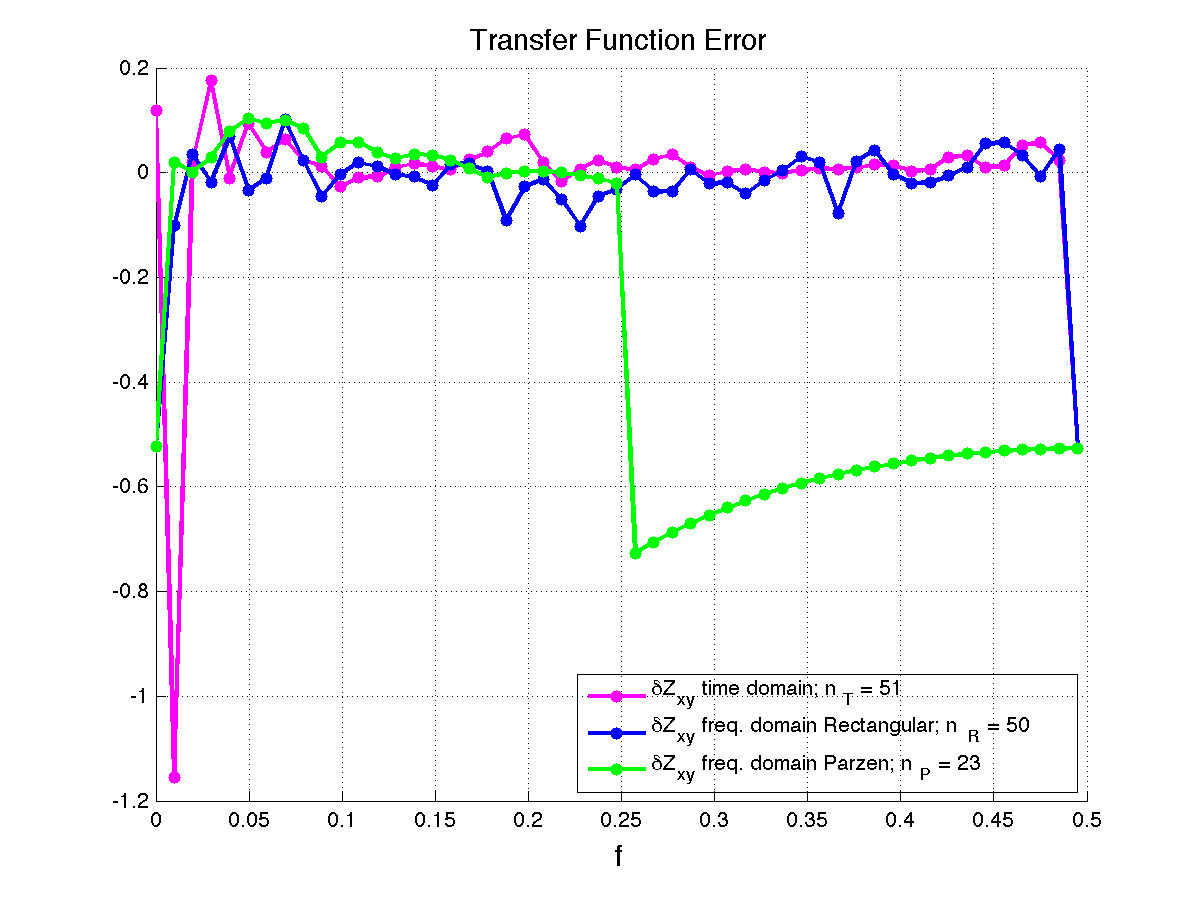 Transfer Function Error
0.2
0
-0.2
-0.4
-0.6
-0.8
-1
-1.2
0 0.05 0.1 0.15 0.2 0.25 0.3 0.35 0.4 0.45 0.5
f
δZxy time domain; n T = 51
δZxy freq. domain Rectangular; n R = 50
δZxy freq. domain Parzen; n P = 23